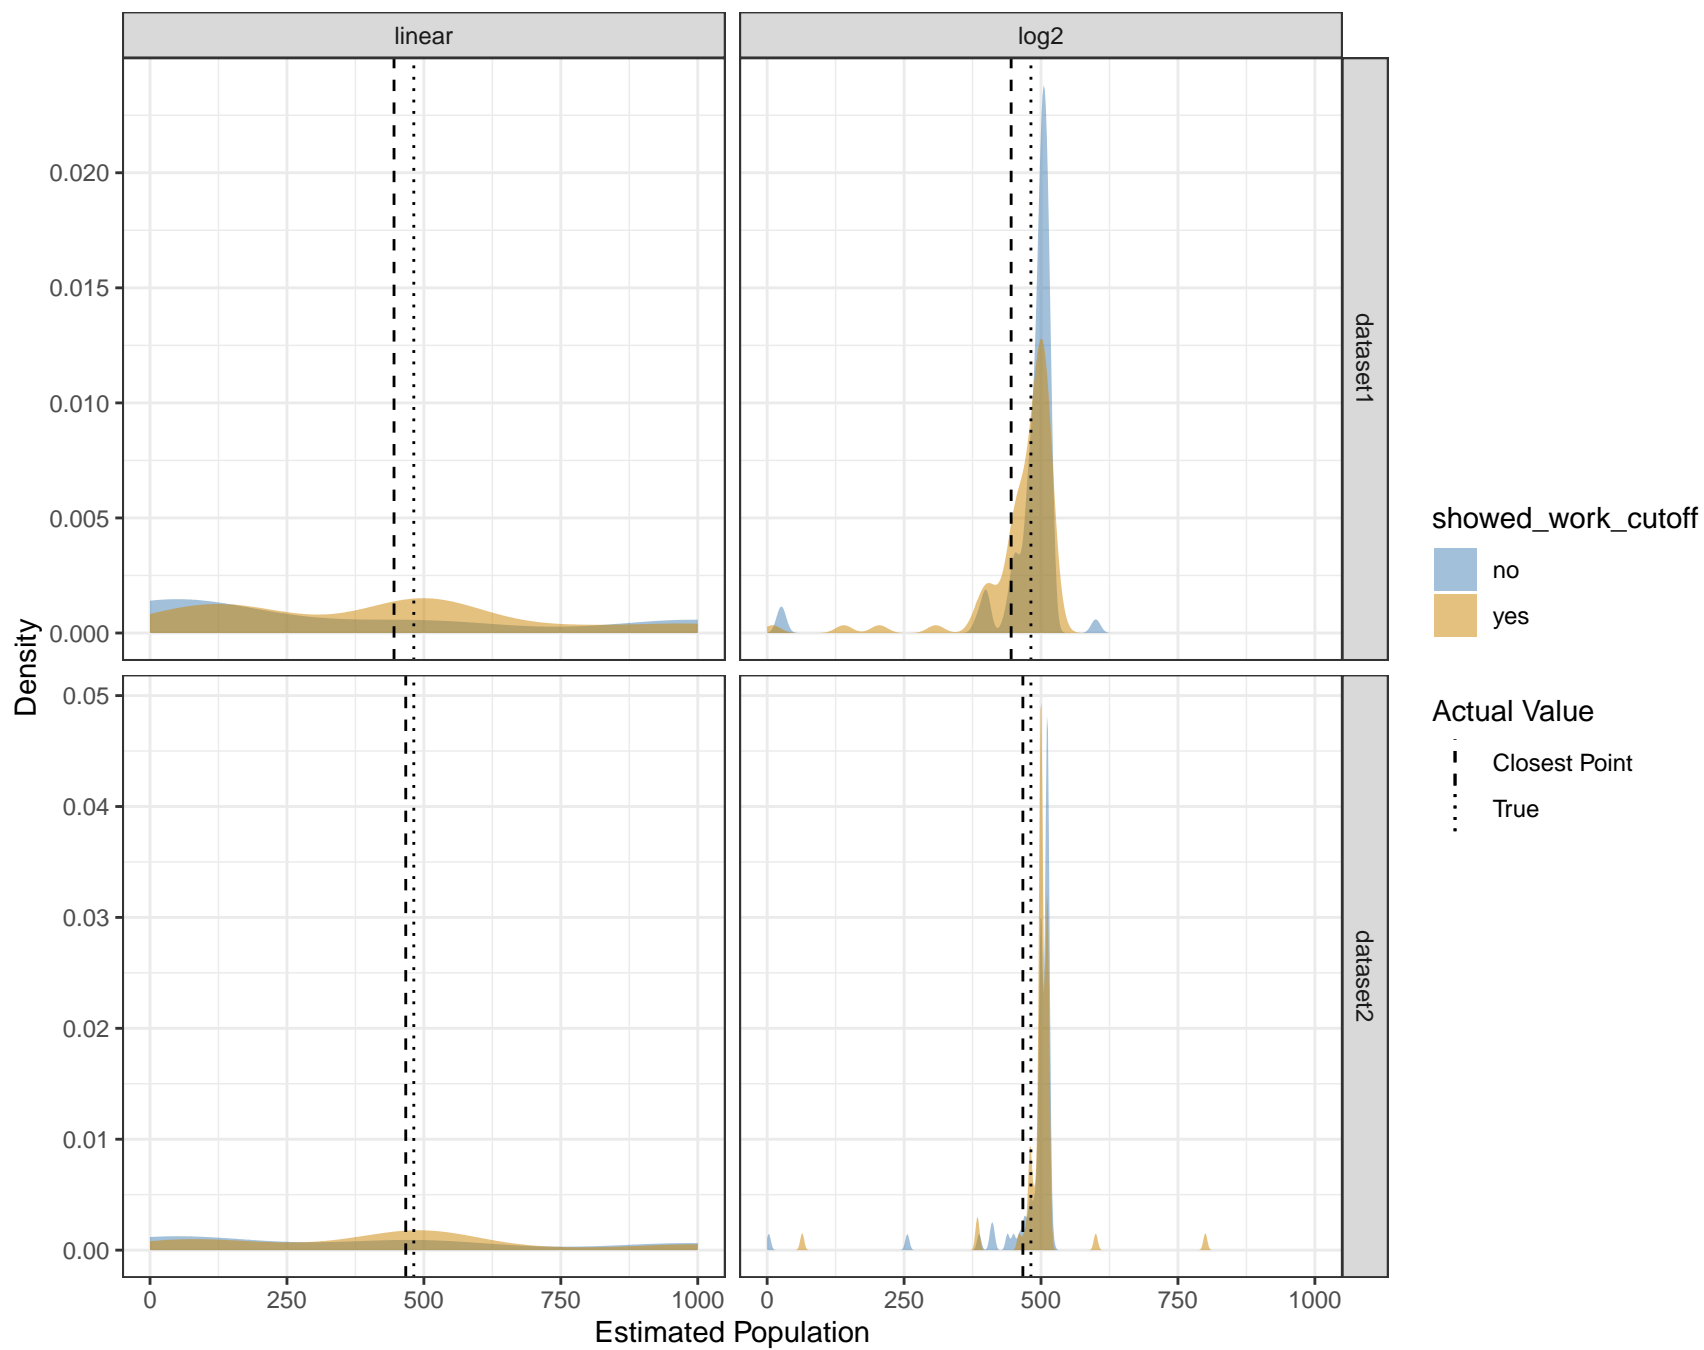 linear
log2
0.020
0.015
0.010
0.005
0.000
dataset1
0.05
0.04
0.03
0.02
0.01
0.00
dataset2
0
250
500
750
1000
0
250
500
750
1000
Estimated Population
Density
showed_work_cutoff
no
yes
Actual Value
Closest Point
True